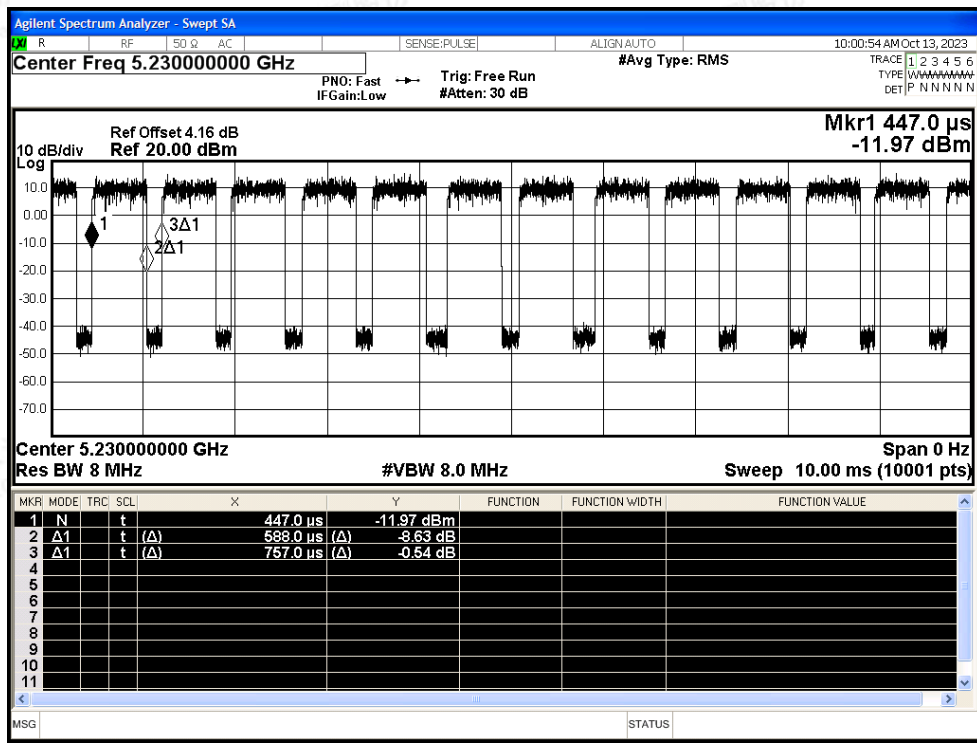 Agilent Spectrum Analyzer - Swept SA
LXI R RF 50 Ω AC SENSE:PULSE ALIGN AUTO 10:00:54 AM Oct 13, 2023
Center Freq 5.230000000 GHz #Avg Type: RMS TRACE 1 2 3 4 5 6
PNO: Fast Trig: Free Run TYPE WWWWWW
IFGain:Low #Atten: 30 dB DET P N N N N N
Ref Offset 4.16 dB Mkr1 447.0 µs
10 dB/div Ref 20.00 dBm -11.97 dBm
Log
10.0
0.00
1 3Δ1
-10.0
2Δ1
-20.0
-30.0
-40.0
-50.0
-60.0
-70.0
Center 5.230000000 GHz Span 0 Hz
Res BW 8 MHz #VBW 8.0 MHz Sweep 10.00 ms (10001 pts)
MKR MODE TRC SCL X Y FUNCTION FUNCTION WIDTH FUNCTION VALUE
1 N t 447.0 µs -11.97 dBm
2 Δ1 t (Δ) 588.0 µs (Δ) -8.63 dB
3 Δ1 t (Δ) 757.0 µs (Δ) -0.54 dB
4
5
6
7
8
9
10
11
MSG STATUS